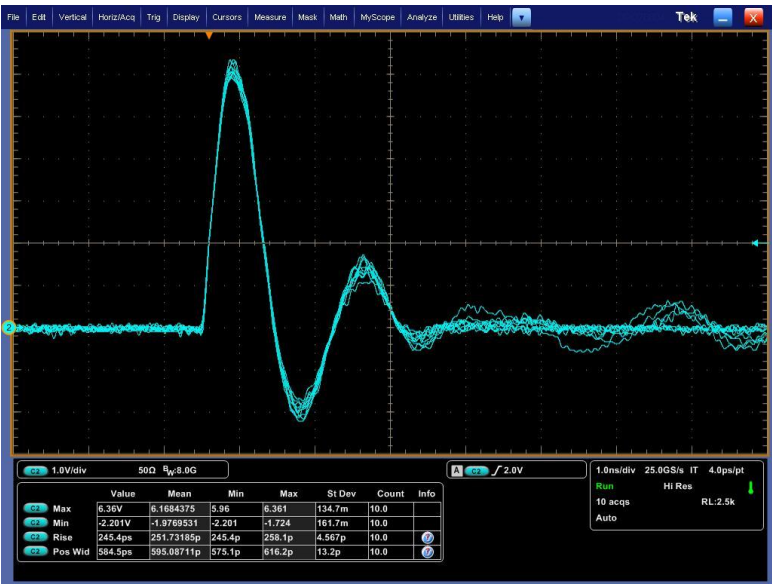 File Edit Vertical Horiz/Acq Trig Display Cursors Measure Mask Math MyScope Analyze Utilities Help Tek X
2
C2 1.0V/div 50Ω BW:8.0G
A C2 2.0V
1.0ns/div 25.0GS/s IT 4.0ps/pt
Run Hi Res
10 acqs RL:2.5k
Auto
Value Mean Min Max St Dev Count Info
C2 Max 6.36V 6.1684375 5.96 6.361 134.7m 10.0
C2 Min -2.201V -1.9769531 -2.201 -1.724 161.7m 10.0
C2 Rise 245.4ps 251.73185p 245.4p 258.1p 4.567p 10.0
C2 Pos Wid 584.5ps 595.08711p 575.1p 616.2p 13.2p 10.0